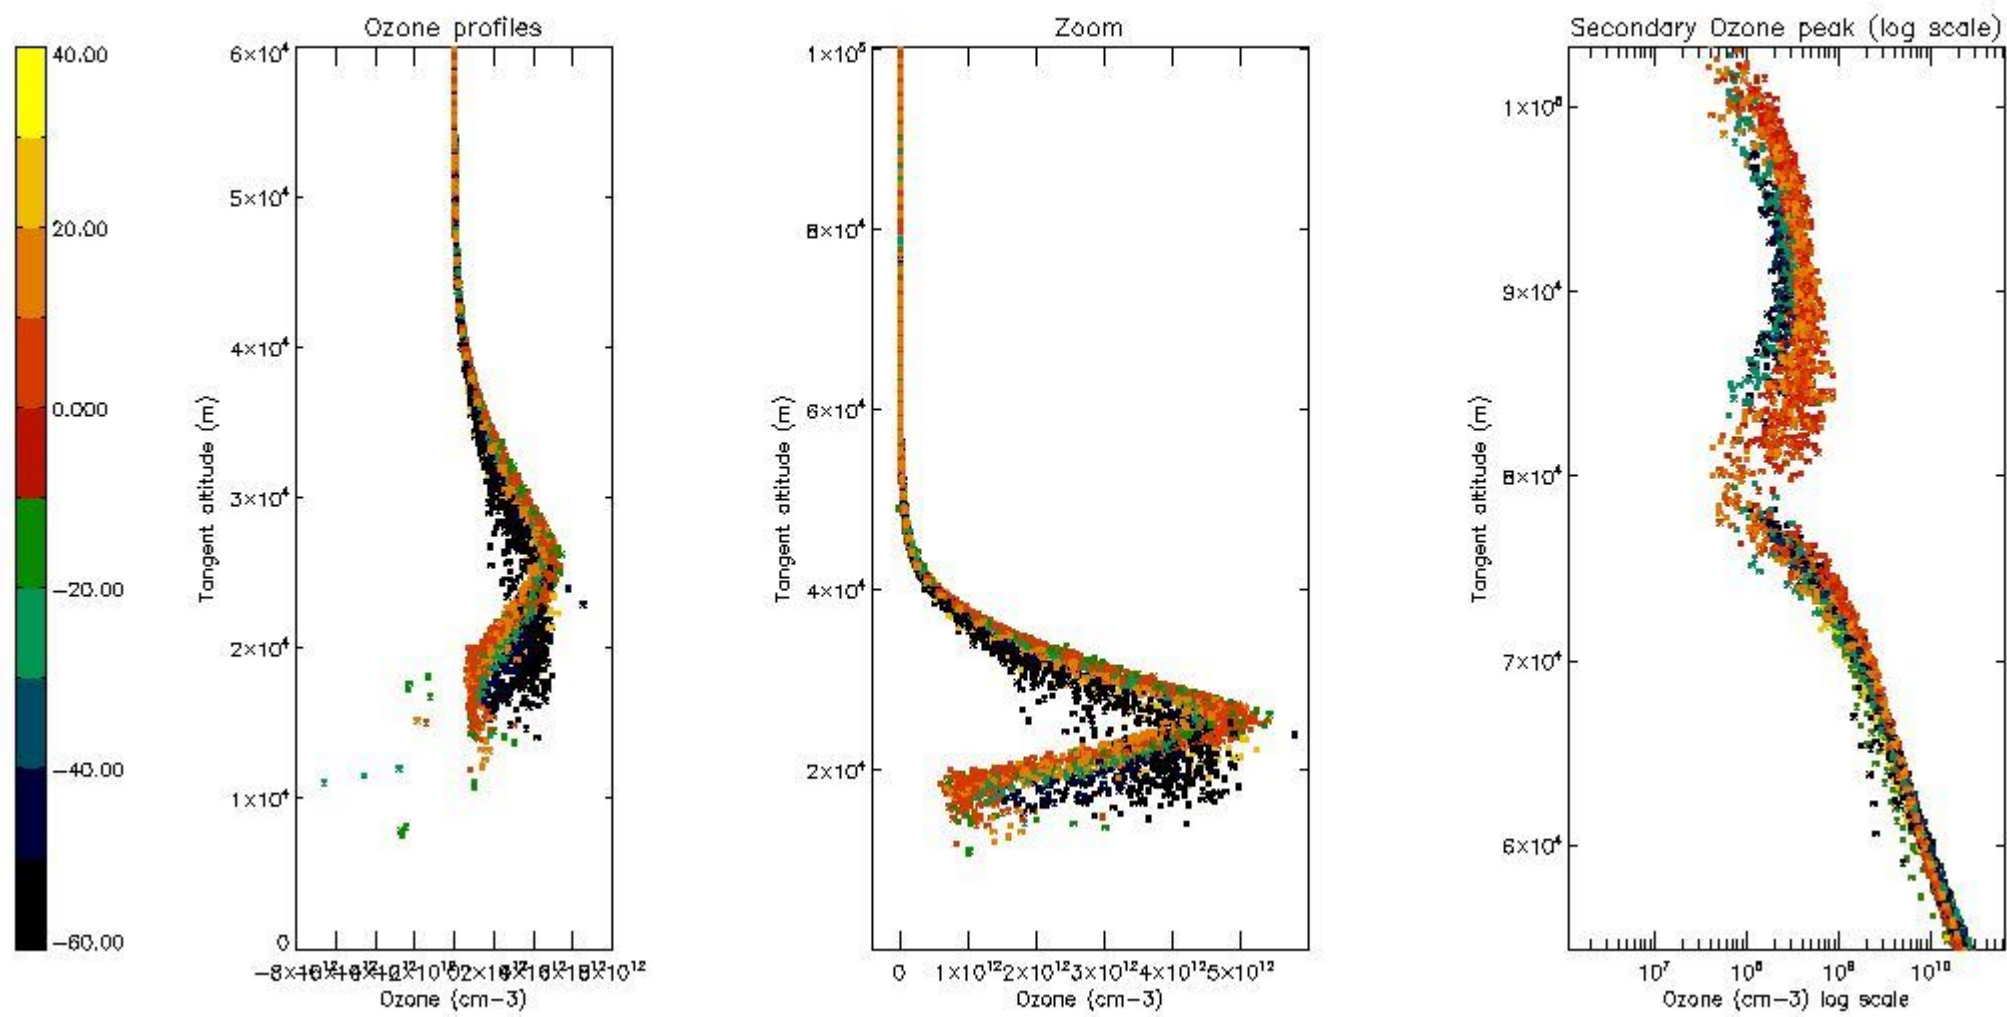 Ozone profiles
Zoom
Secondary Ozone peak (log scale)
40.00
20.00
0.000
-20.00
-40.00
-60.00
6×10⁴
5×10⁴
4×10⁴
3×10⁴
2×10⁴
1×10⁴
0
Tangent altitude (m)
Ozone (cm-3)
1×10⁵
8×10⁴
6×10⁴
4×10⁴
2×10⁴
Tangent altitude (m)
0 1×10¹² 2×10¹² 3×10¹² 4×10¹² 5×10¹²
Ozone (cm-3)
9×10⁴
8×10⁴
7×10⁴
6×10⁴
Tangent altitude (m)
10⁷ 10⁸ 10⁹ 10¹⁰
Ozone (cm-3) log scale